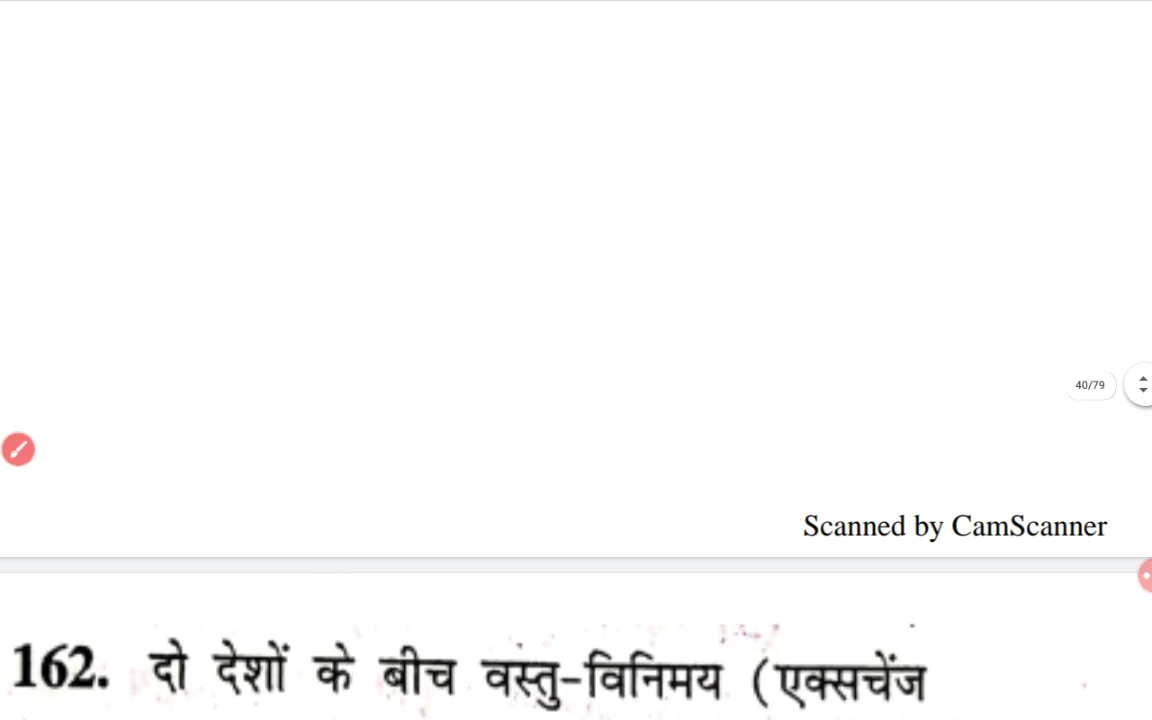 40/79
Scanned by CamScanner
162. दो देशों के बीच वस्तु-विनिमय (एक्सचेंज